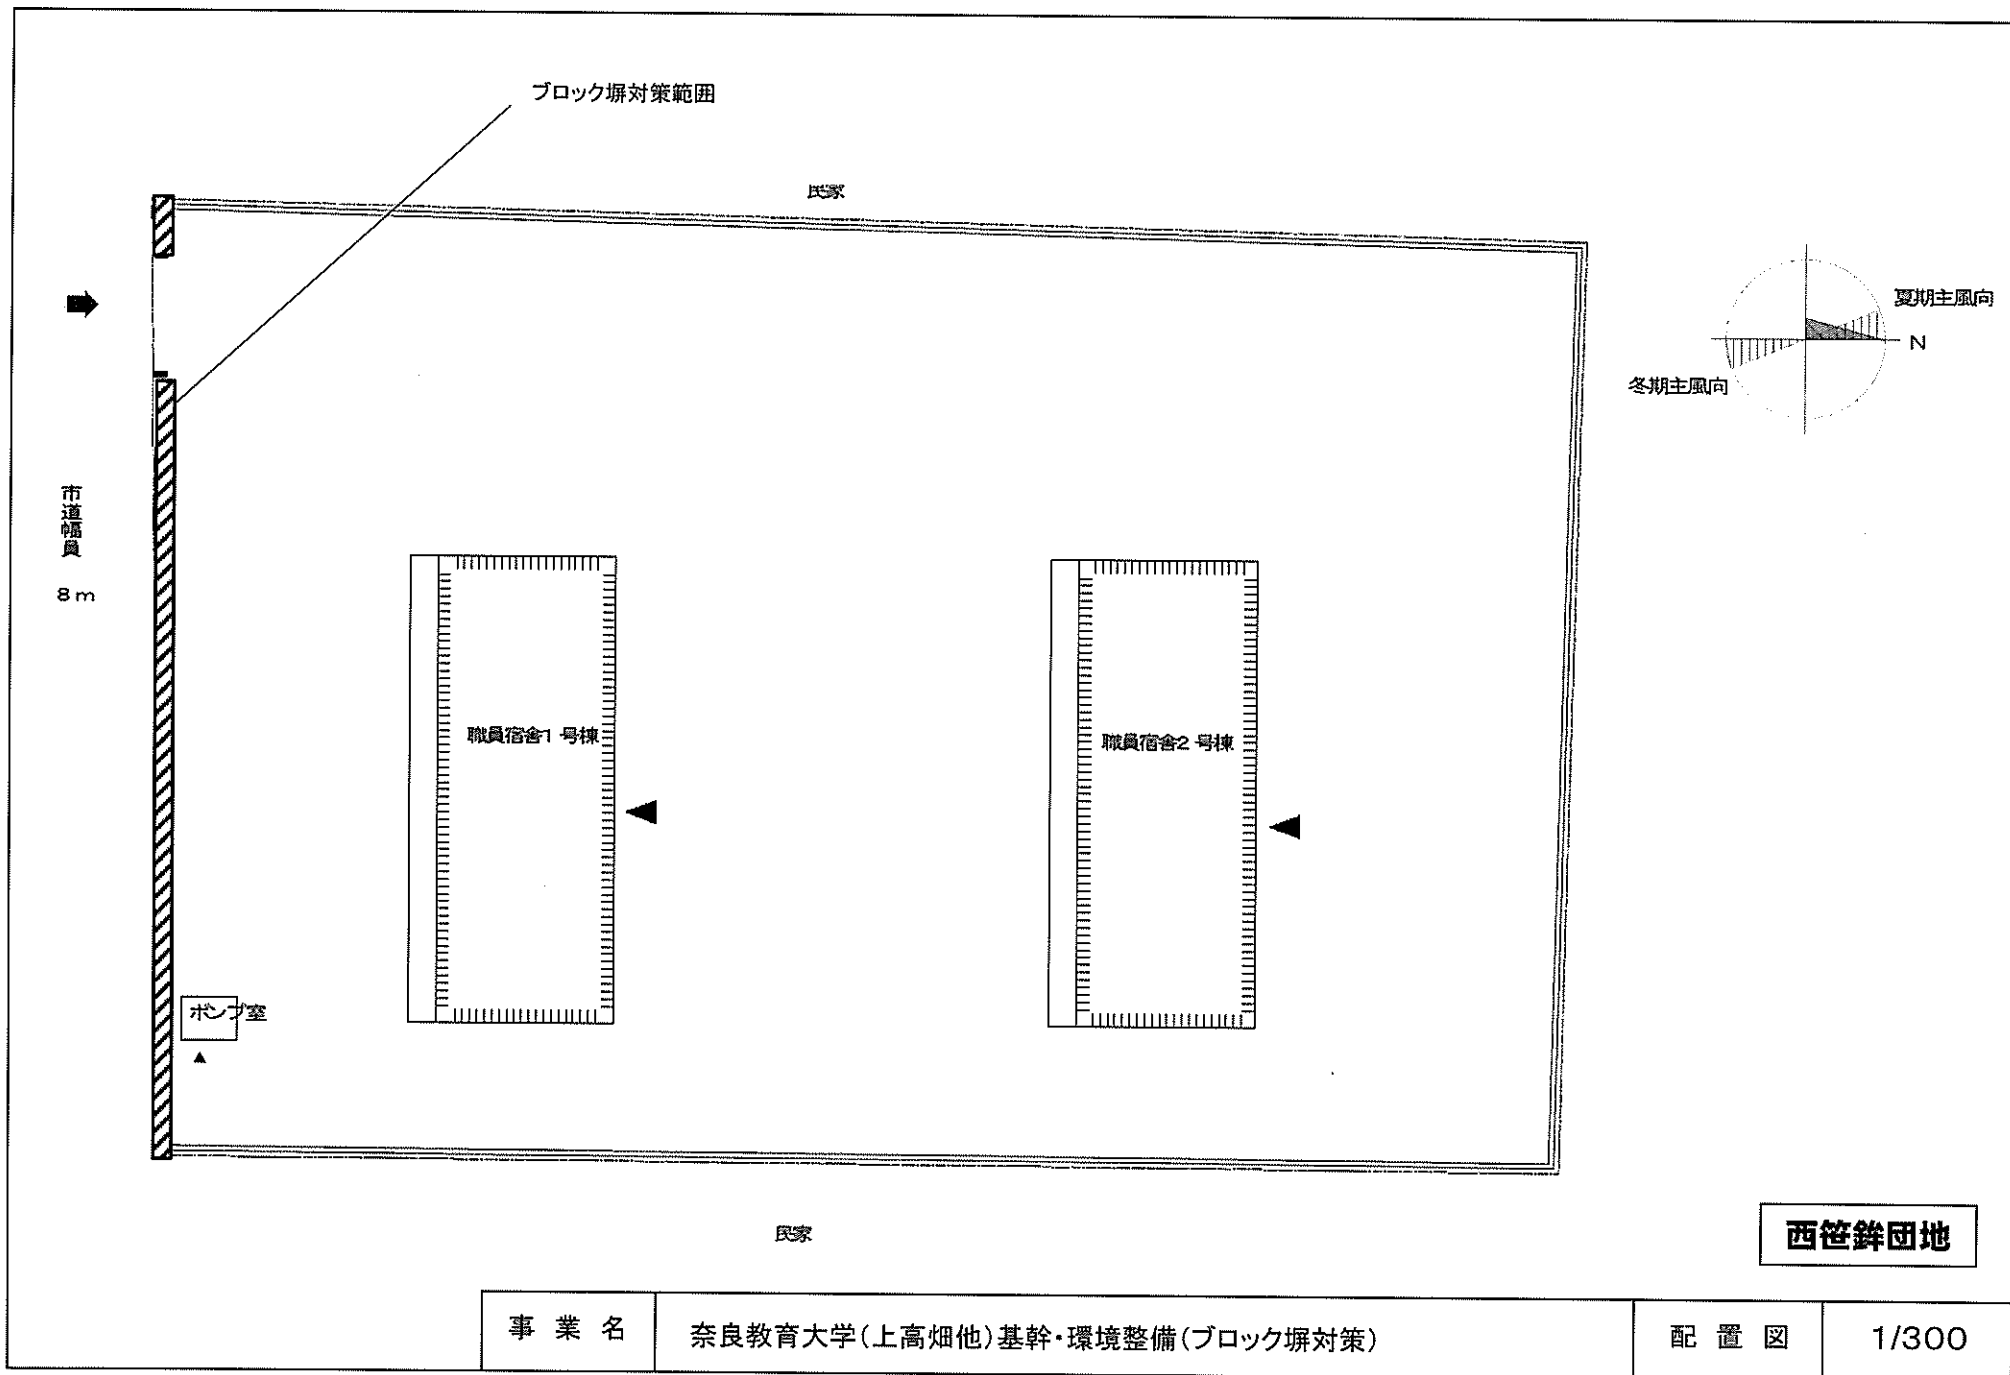 ブロック塀対策範囲
民家
夏期主風向
N
冬期主風向
市道幅員 8m
職員宿舎1号棟
職員宿舎2号棟
ポンプ室
民家
西笹鉾団地
事業名 奈良教育大学(上高畑他)基幹・環境整備(ブロック塀対策) 配置図 1/300